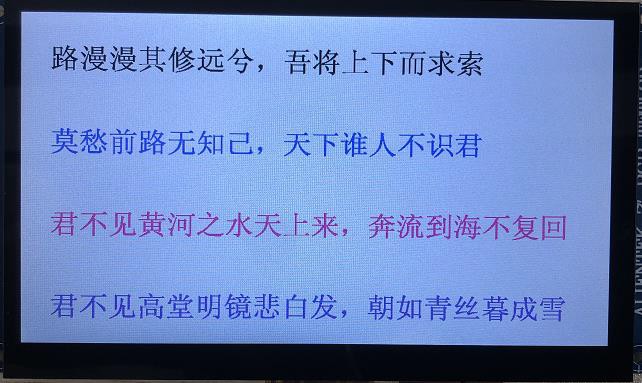 路漫漫其修远兮，吾将上下而求索
莫愁前路无知己，天下谁人不识君
君不见黄河之水天上来，奔流到海不复回
君不见高堂明镜悲白发，朝如青丝暮成雪